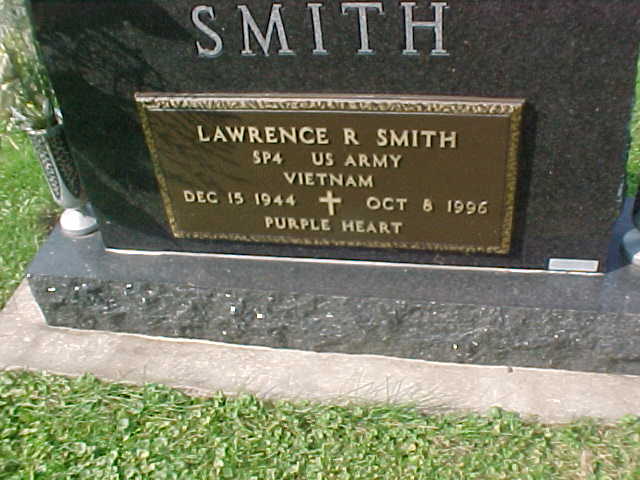 SMITH
LAWRENCE R SMITH
SP4 US ARMY
VIETNAM
DEC 15 1944 ✝ OCT 8 1996
PURPLE HEART